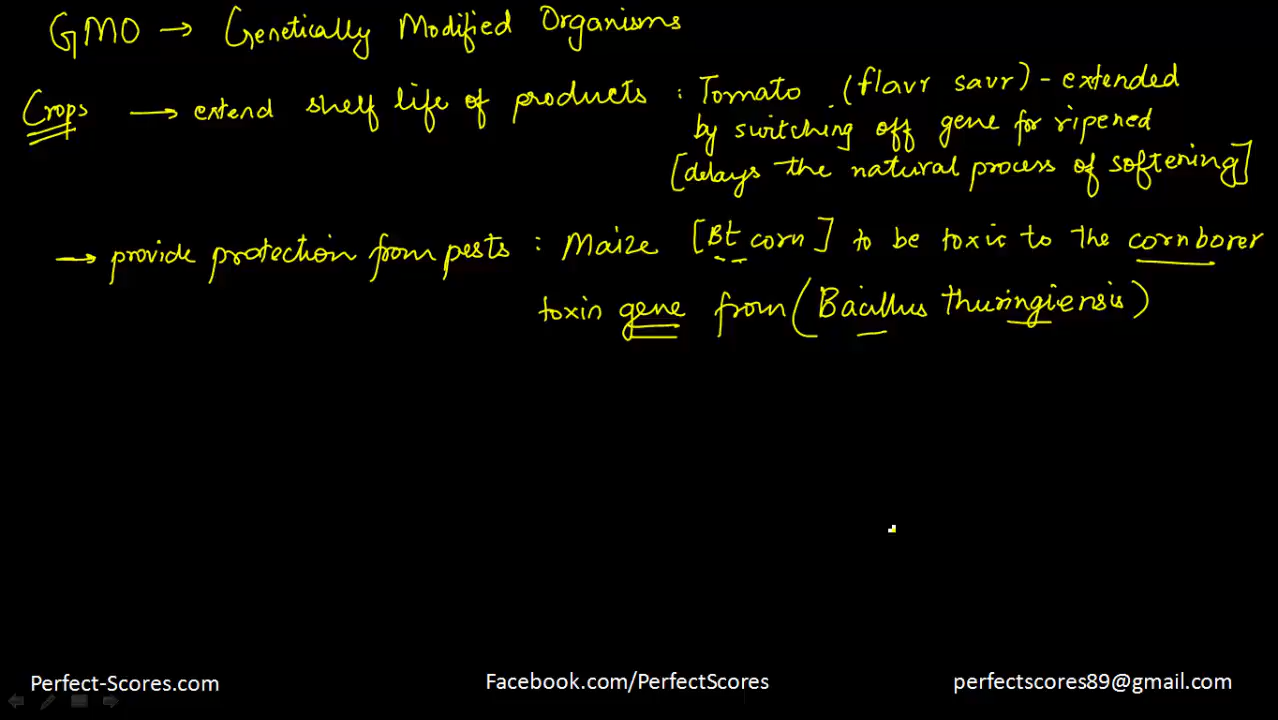 GMO → Genetically Modified Organisms
Crops → extend shelf life of products : Tomato (flavr savr) - extended
by switching off gene for ripened
[delays the natural process of softening]
→ provide protection from pests : Maize [Bt corn] to be toxic to the cornborer
toxin gene from (Bacillus thuringiensis)
Perfect-Scores.com Facebook.com/PerfectScores perfectscores89@gmail.com